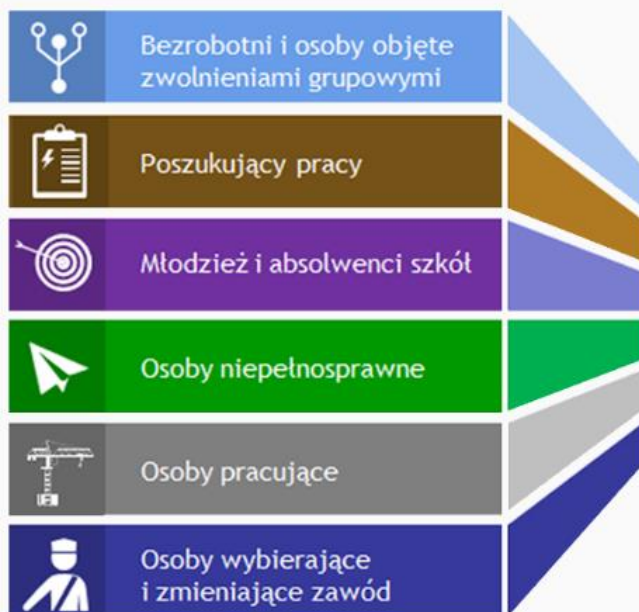 Bezrobotni i osoby objęte
zwolnieniami grupowymi
Poszukujący pracy
Młodzież i absolwenci szkół
Osoby niepełnosprawne
Osoby pracujące
Osoby wybierające
i zmieniające zawód